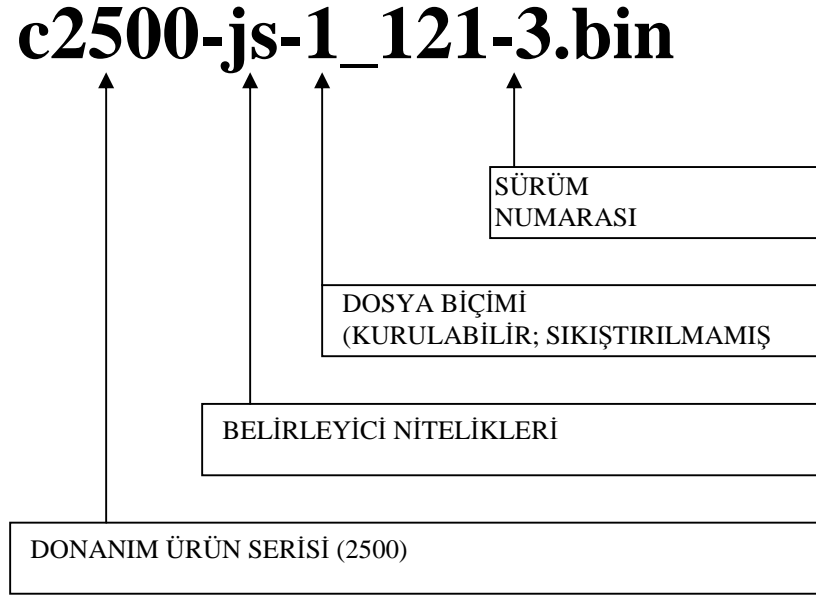 c2500-js-1_121-3.bin
SÜRÜM
NUMARASI
DOSYA BİÇİMİ
(KURULABİLİR; SIKIŞTIRILMAMIŞ
BELİRLEYİCİ NİTELİKLERİ
DONANIM ÜRÜN SERİSİ (2500)